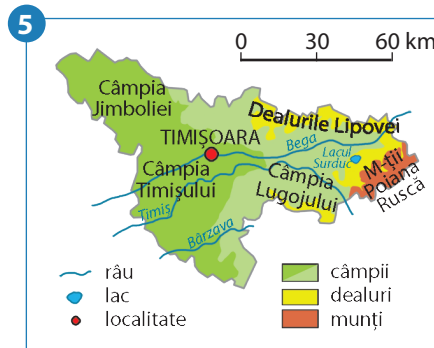 5
0 30 60 km
Câmpia
Jimboliei
Dealurile Lipovei
TIMIȘOARA
Bega
Lacul
Surduc
M-ții
Poiana
Ruscă
Câmpia
Timișului
Câmpia
Lugojului
Timiș
Bârzava
râu
lac
localitate
câmpii
dealuri
munți